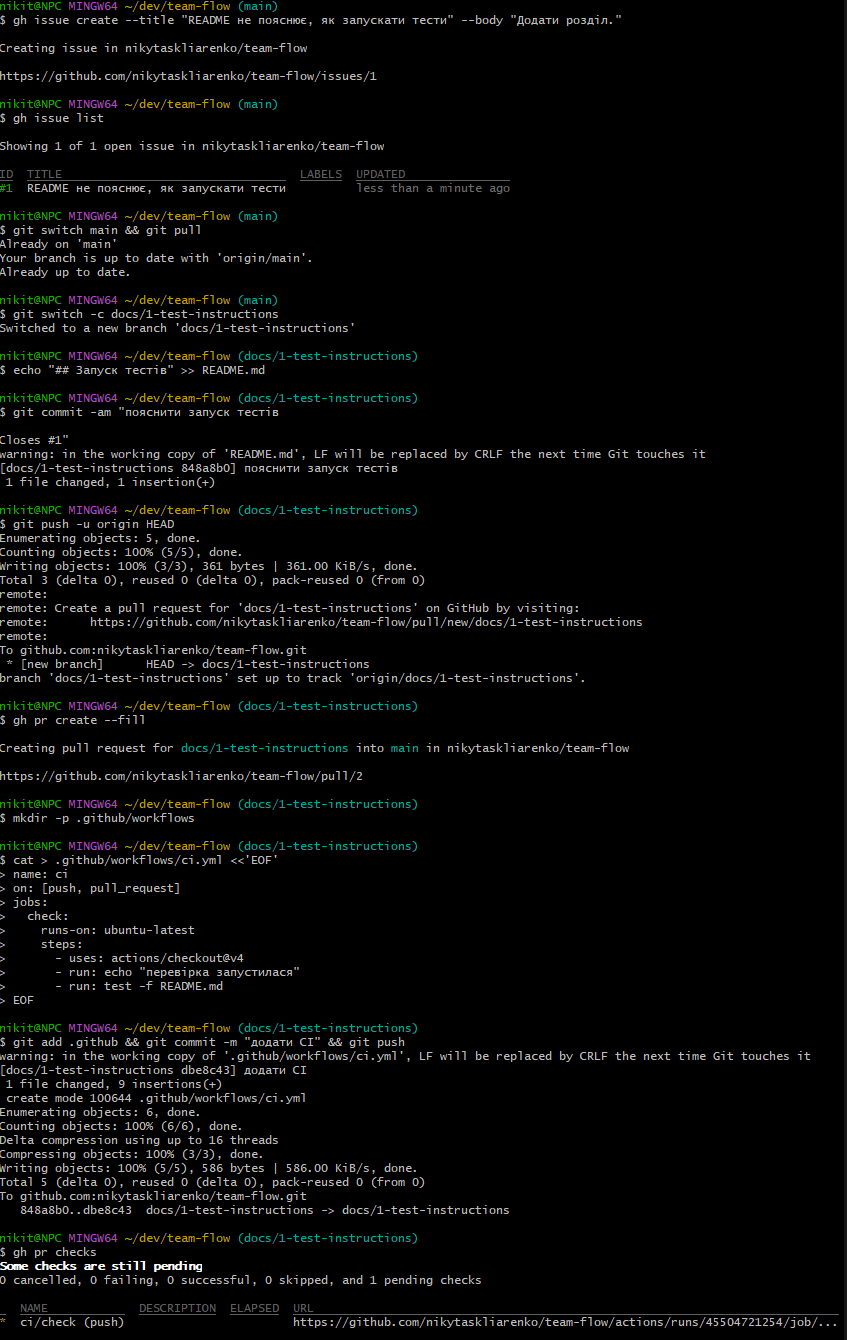 nikit@NPC MINGW64 ~/dev/team-flow (main)
$ gh issue create --title "README не пояснює, як запускати тести" --body "Додати розділ."
Creating issue in nikytaskliarenko/team-flow
https://github.com/nikytaskliarenko/team-flow/issues/1
nikit@NPC MINGW64 ~/dev/team-flow (main)
$ gh issue list
Showing 1 of 1 open issue in nikytaskliarenko/team-flow
ID  TITLE                                  LABELS  UPDATED
#1  README не пояснює, як запускати тести          less than a minute ago
nikit@NPC MINGW64 ~/dev/team-flow (main)
$ git switch main && git pull
Already on 'main'
Your branch is up to date with 'origin/main'.
Already up to date.
nikit@NPC MINGW64 ~/dev/team-flow (main)
$ git switch -c docs/1-test-instructions
Switched to a new branch 'docs/1-test-instructions'
nikit@NPC MINGW64 ~/dev/team-flow (docs/1-test-instructions)
$ echo "## Запуск тестів" >> README.md
nikit@NPC MINGW64 ~/dev/team-flow (docs/1-test-instructions)
$ git commit -am "пояснити запуск тестів
Closes #1"
warning: in the working copy of 'README.md', LF will be replaced by CRLF the next time Git touches it
[docs/1-test-instructions 848a8b0] пояснити запуск тестів
 1 file changed, 1 insertion(+)
nikit@NPC MINGW64 ~/dev/team-flow (docs/1-test-instructions)
$ git push -u origin HEAD
Enumerating objects: 5, done.
Counting objects: 100% (5/5), done.
Writing objects: 100% (3/3), 361 bytes | 361.00 KiB/s, done.
Total 3 (delta 0), reused 0 (delta 0), pack-reused 0 (from 0)
remote:
remote: Create a pull request for 'docs/1-test-instructions' on GitHub by visiting:
remote:      https://github.com/nikytaskliarenko/team-flow/pull/new/docs/1-test-instructions
remote:
To github.com:nikytaskliarenko/team-flow.git
 * [new branch]      HEAD -> docs/1-test-instructions
branch 'docs/1-test-instructions' set up to track 'origin/docs/1-test-instructions'.
nikit@NPC MINGW64 ~/dev/team-flow (docs/1-test-instructions)
$ gh pr create --fill
Creating pull request for docs/1-test-instructions into main in nikytaskliarenko/team-flow
https://github.com/nikytaskliarenko/team-flow/pull/2
nikit@NPC MINGW64 ~/dev/team-flow (docs/1-test-instructions)
$ mkdir -p .github/workflows
nikit@NPC MINGW64 ~/dev/team-flow (docs/1-test-instructions)
$ cat > .github/workflows/ci.yml <<'EOF'
> name: ci
> on: [push, pull_request]
> jobs:
>   check:
>     runs-on: ubuntu-latest
>     steps:
>       - uses: actions/checkout@v4
>       - run: echo "перевірка запустилася"
>       - run: test -f README.md
> EOF
nikit@NPC MINGW64 ~/dev/team-flow (docs/1-test-instructions)
$ git add .github && git commit -m "додати CI" && git push
warning: in the working copy of '.github/workflows/ci.yml', LF will be replaced by CRLF the next time Git touches it
[docs/1-test-instructions dbe8c43] додати CI
 1 file changed, 9 insertions(+)
 create mode 100644 .github/workflows/ci.yml
Enumerating objects: 6, done.
Counting objects: 100% (6/6), done.
Delta compression using up to 16 threads
Compressing objects: 100% (3/3), done.
Writing objects: 100% (5/5), 586 bytes | 586.00 KiB/s, done.
Total 5 (delta 0), reused 0 (delta 0), pack-reused 0 (from 0)
To github.com:nikytaskliarenko/team-flow.git
   848a8b0..dbe8c43  docs/1-test-instructions -> docs/1-test-instructions
nikit@NPC MINGW64 ~/dev/team-flow (docs/1-test-instructions)
$ gh pr checks
Some checks are still pending
0 cancelled, 0 failing, 0 successful, 0 skipped, and 1 pending checks
   NAME             DESCRIPTION  ELAPSED  URL
*  ci/check (push)                        https://github.com/nikytaskliarenko/team-flow/actions/runs/45504721254/job/...